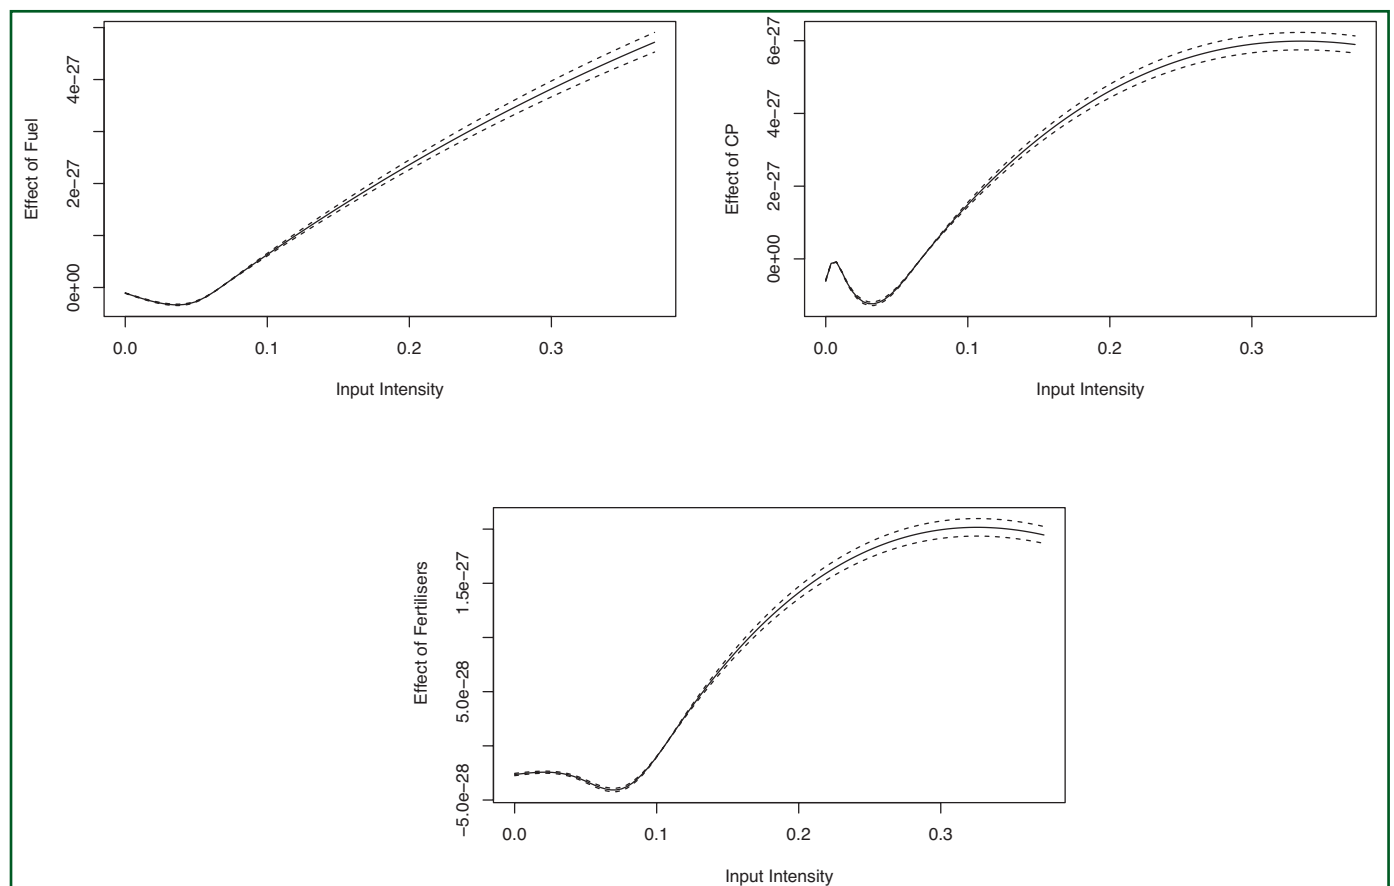 Effect of Fuel
0e+00
2e−27
4e−27
0.0 0.1 0.2 0.3
Input Intensity
Effect of CP
0e+00
2e−27
4e−27
6e−27
0.0 0.1 0.2 0.3
Input Intensity
Effect of Fertilisers
−5.0e−28
5.0e−28
1.5e−27
0.0 0.1 0.2 0.3
Input Intensity